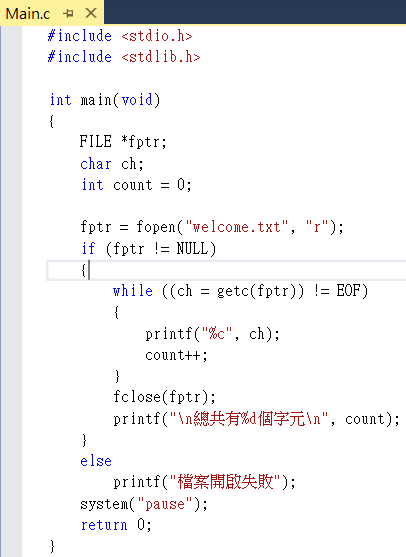 Main.c
#include <stdio.h>
#include <stdlib.h>
int main(void)
{
FILE *fptr;
char ch;
int count = 0;
fptr = fopen("welcome.txt", "r");
if (fptr != NULL)
{
while ((ch = getc(fptr)) != EOF)
{
printf("%c", ch);
count++;
}
fclose(fptr);
printf("\n總共有%d個字元\n", count);
}
else
printf("檔案開啟失敗");
system("pause");
return 0;
}